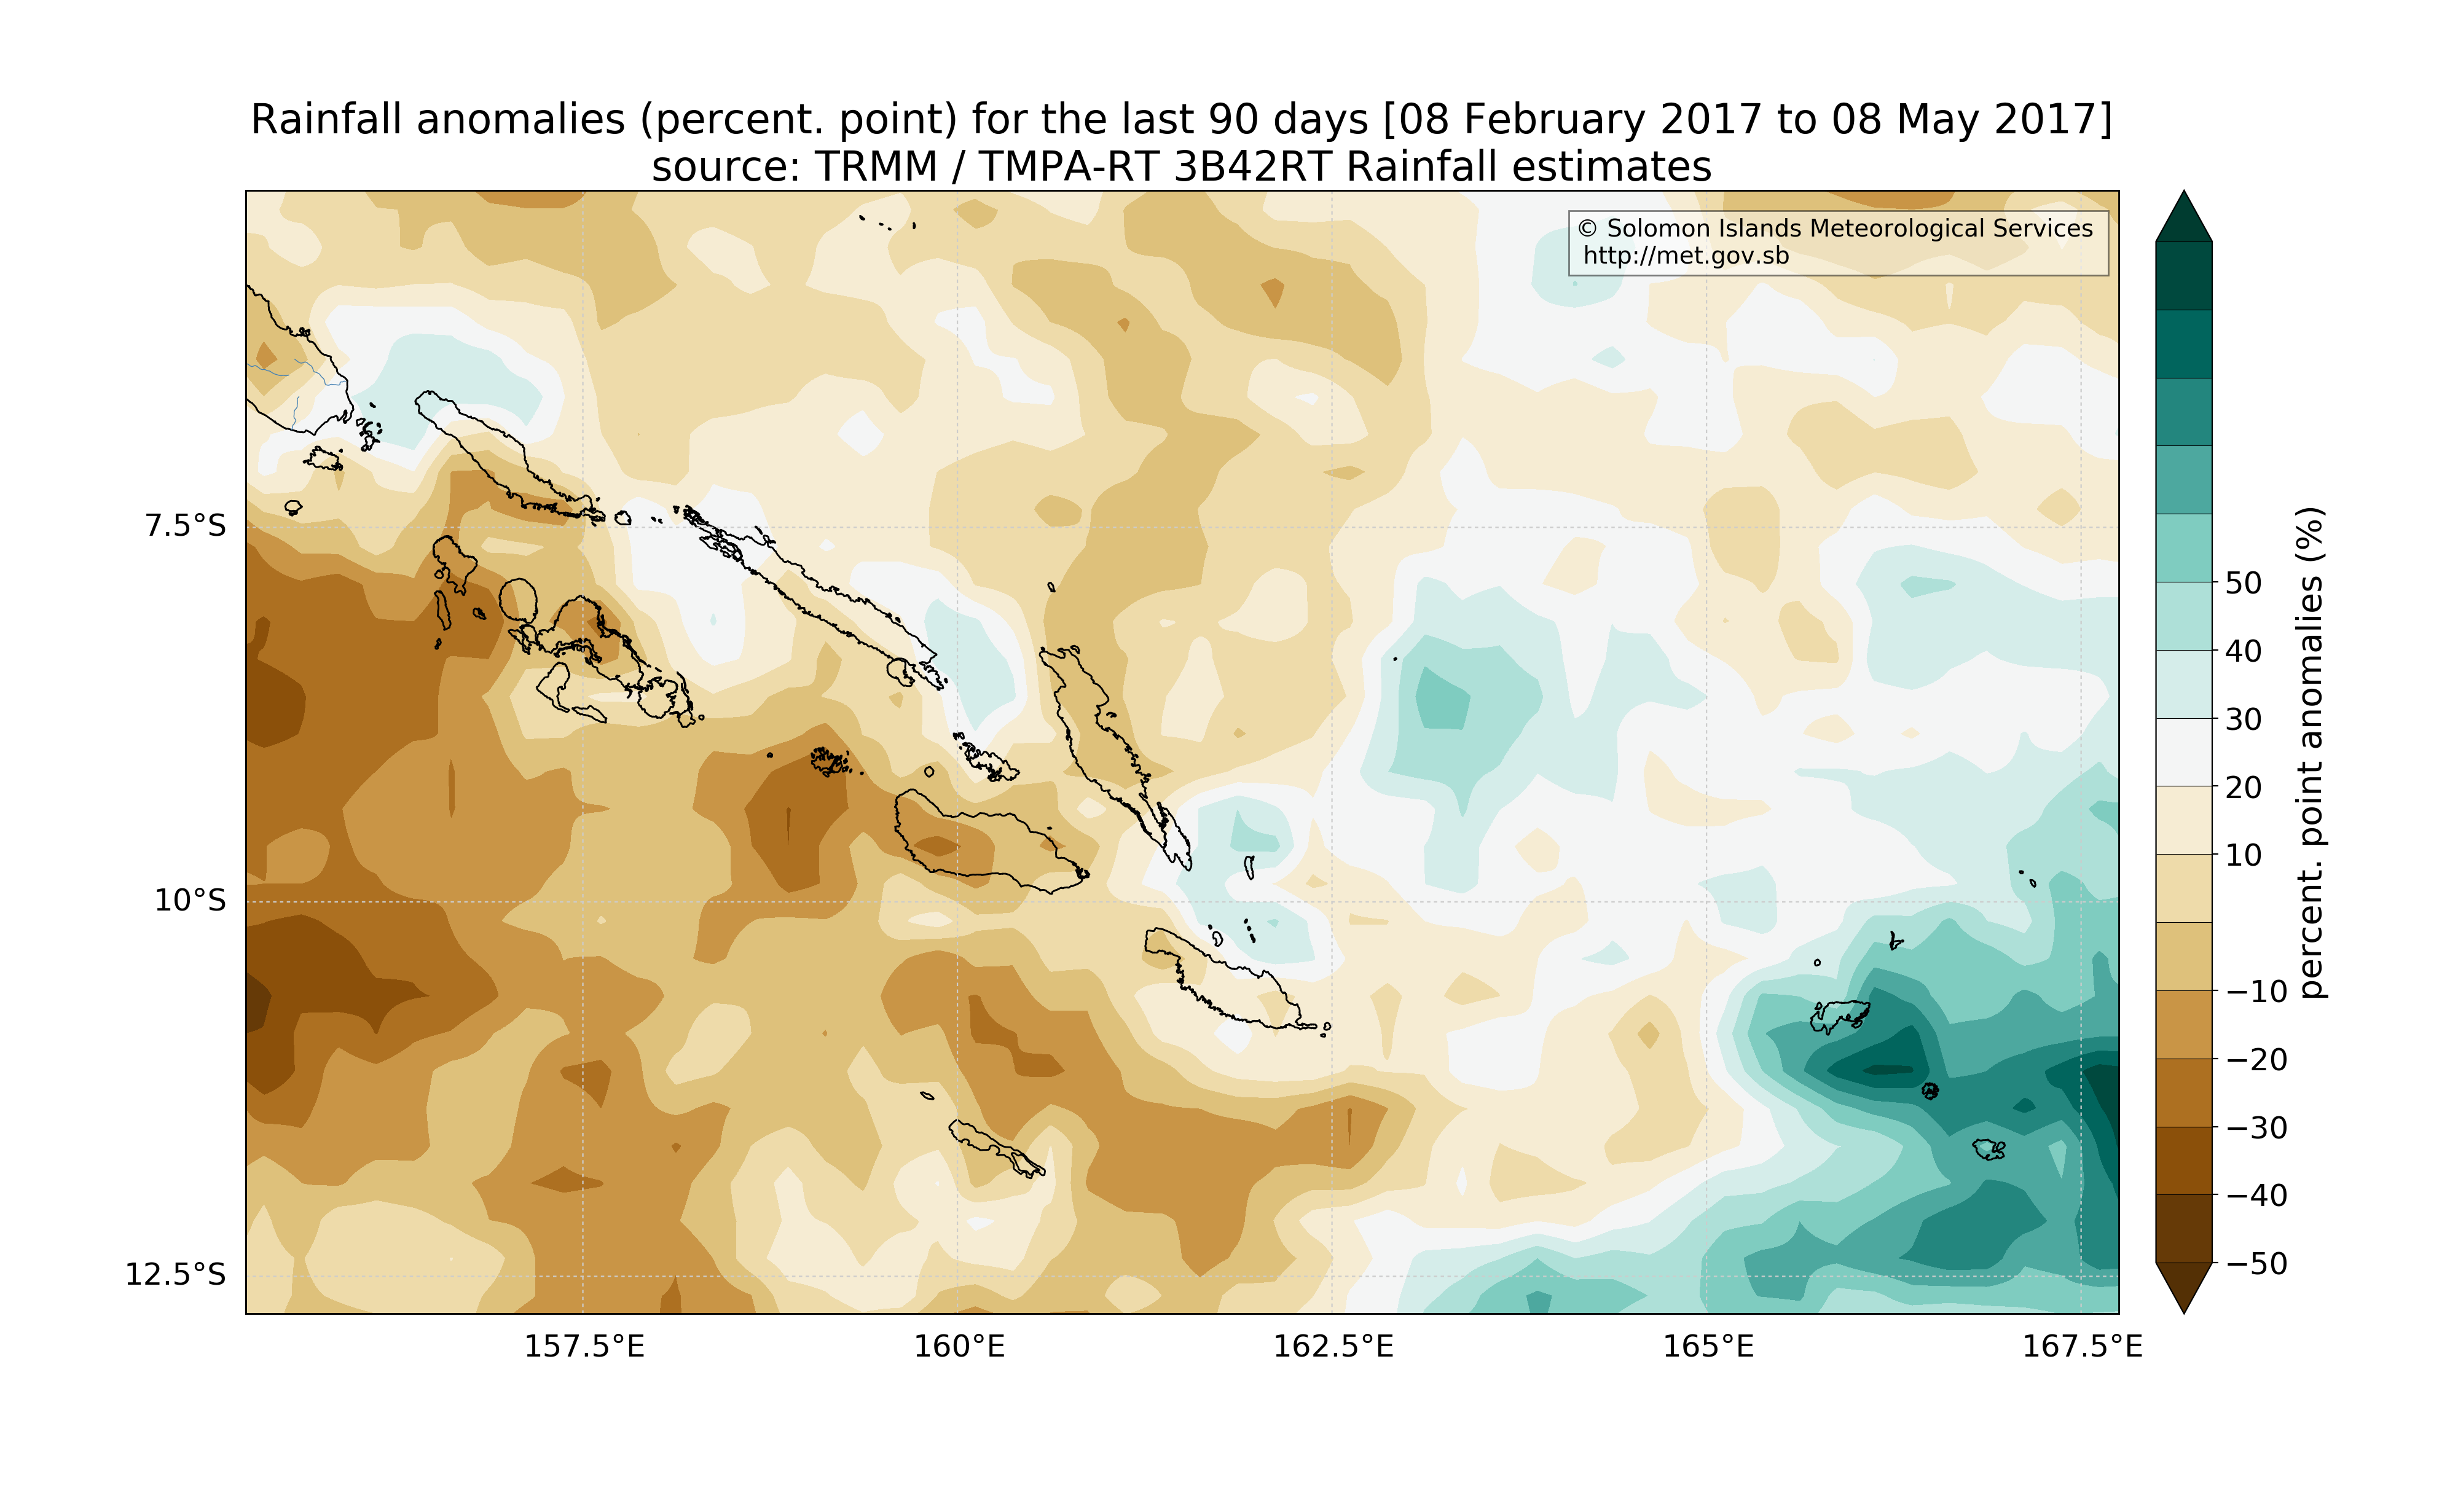 Rainfall anomalies (percent. point) for the last 90 days [08 February 2017 to 08 May 2017]
source: TRMM / TMPA-RT 3B42RT Rainfall estimates
© Solomon Islands Meteorological Services
http://met.gov.sb
7.5°S
10°S
12.5°S
157.5°E
160°E
162.5°E
165°E
167.5°E
50
40
30
20
10
−10
−20
−30
−40
−50
percent. point anomalies (%)